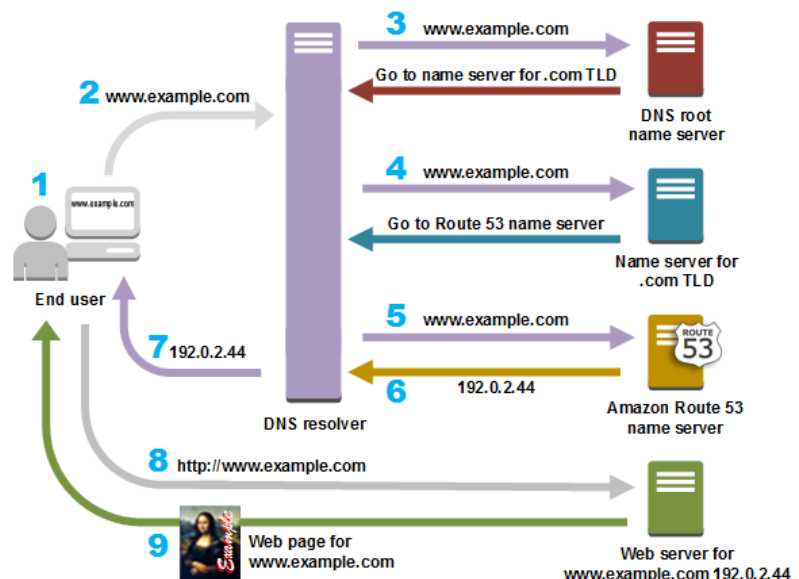 3 www.example.com
Go to name server for .com TLD
DNS root
name server
2 www.example.com
1
www.example.com
End user
4 www.example.com
Go to Route 53 name server
Name server for
.com TLD
5 www.example.com
ROUTE
53
6 192.0.2.44
Amazon Route 53
name server
7 192.0.2.44
DNS resolver
8 http://www.example.com
9
Example
Web page for
www.example.com
Web server for
www.example.com 192.0.2.44